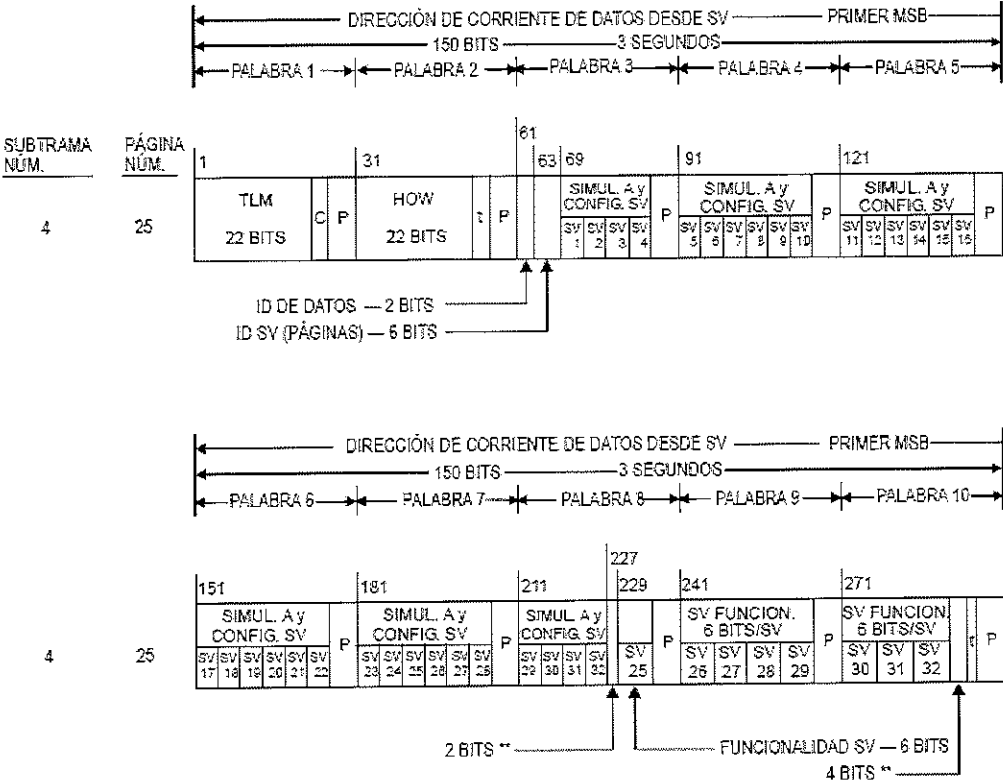 DIRECCIÓN DE CORRIENTE DE DATOS DESDE SV PRIMER MSB
150 BITS 3 SEGUNDOS
PALABRA 1 PALABRA 2 PALABRA 3 PALABRA 4 PALABRA 5
SUBTRAMA NÚM. PÁGINA NÚM.
61
1 31 63 69 91 121
TLM 22 BITS C P HOW 22 BITS t P SIMUL. A y CONFIG. SV P SIMUL. A y CONFIG. SV P SIMUL. A y CONFIG. SV P
4 25
SV 1 SV 2 SV 3 SV 4 SV 5 SV 6 SV 7 SV 8 SV 9 SV 10 SV 11 SV 12 SV 13 SV 14 SV 15 SV 16
ID DE DATOS — 2 BITS
ID SV (PÁGINAS) — 6 BITS
DIRECCIÓN DE CORRIENTE DE DATOS DESDE SV PRIMER MSB
150 BITS 3 SEGUNDOS
PALABRA 6 PALABRA 7 PALABRA 8 PALABRA 9 PALABRA 10
227
151 181 211 229 241 271
SIMUL. A y CONFIG. SV P SIMUL. A y CONFIG. SV P SIMUL. A y CONFIG. SV P SV FUNCION. 6 BITS/SV P SV FUNCION. 6 BITS/SV t P
4 25
SV 17 SV 18 SV 19 SV 20 SV 21 SV 22 SV 23 SV 24 SV 25 SV 26 SV 27 SV 28 SV 29 SV 30 SV 31 SV 32 SV 25 SV 26 SV 27 SV 28 SV 29 SV 30 SV 31 SV 32
2 BITS ** FUNCIONALIDAD SV — 6 BITS
4 BITS **